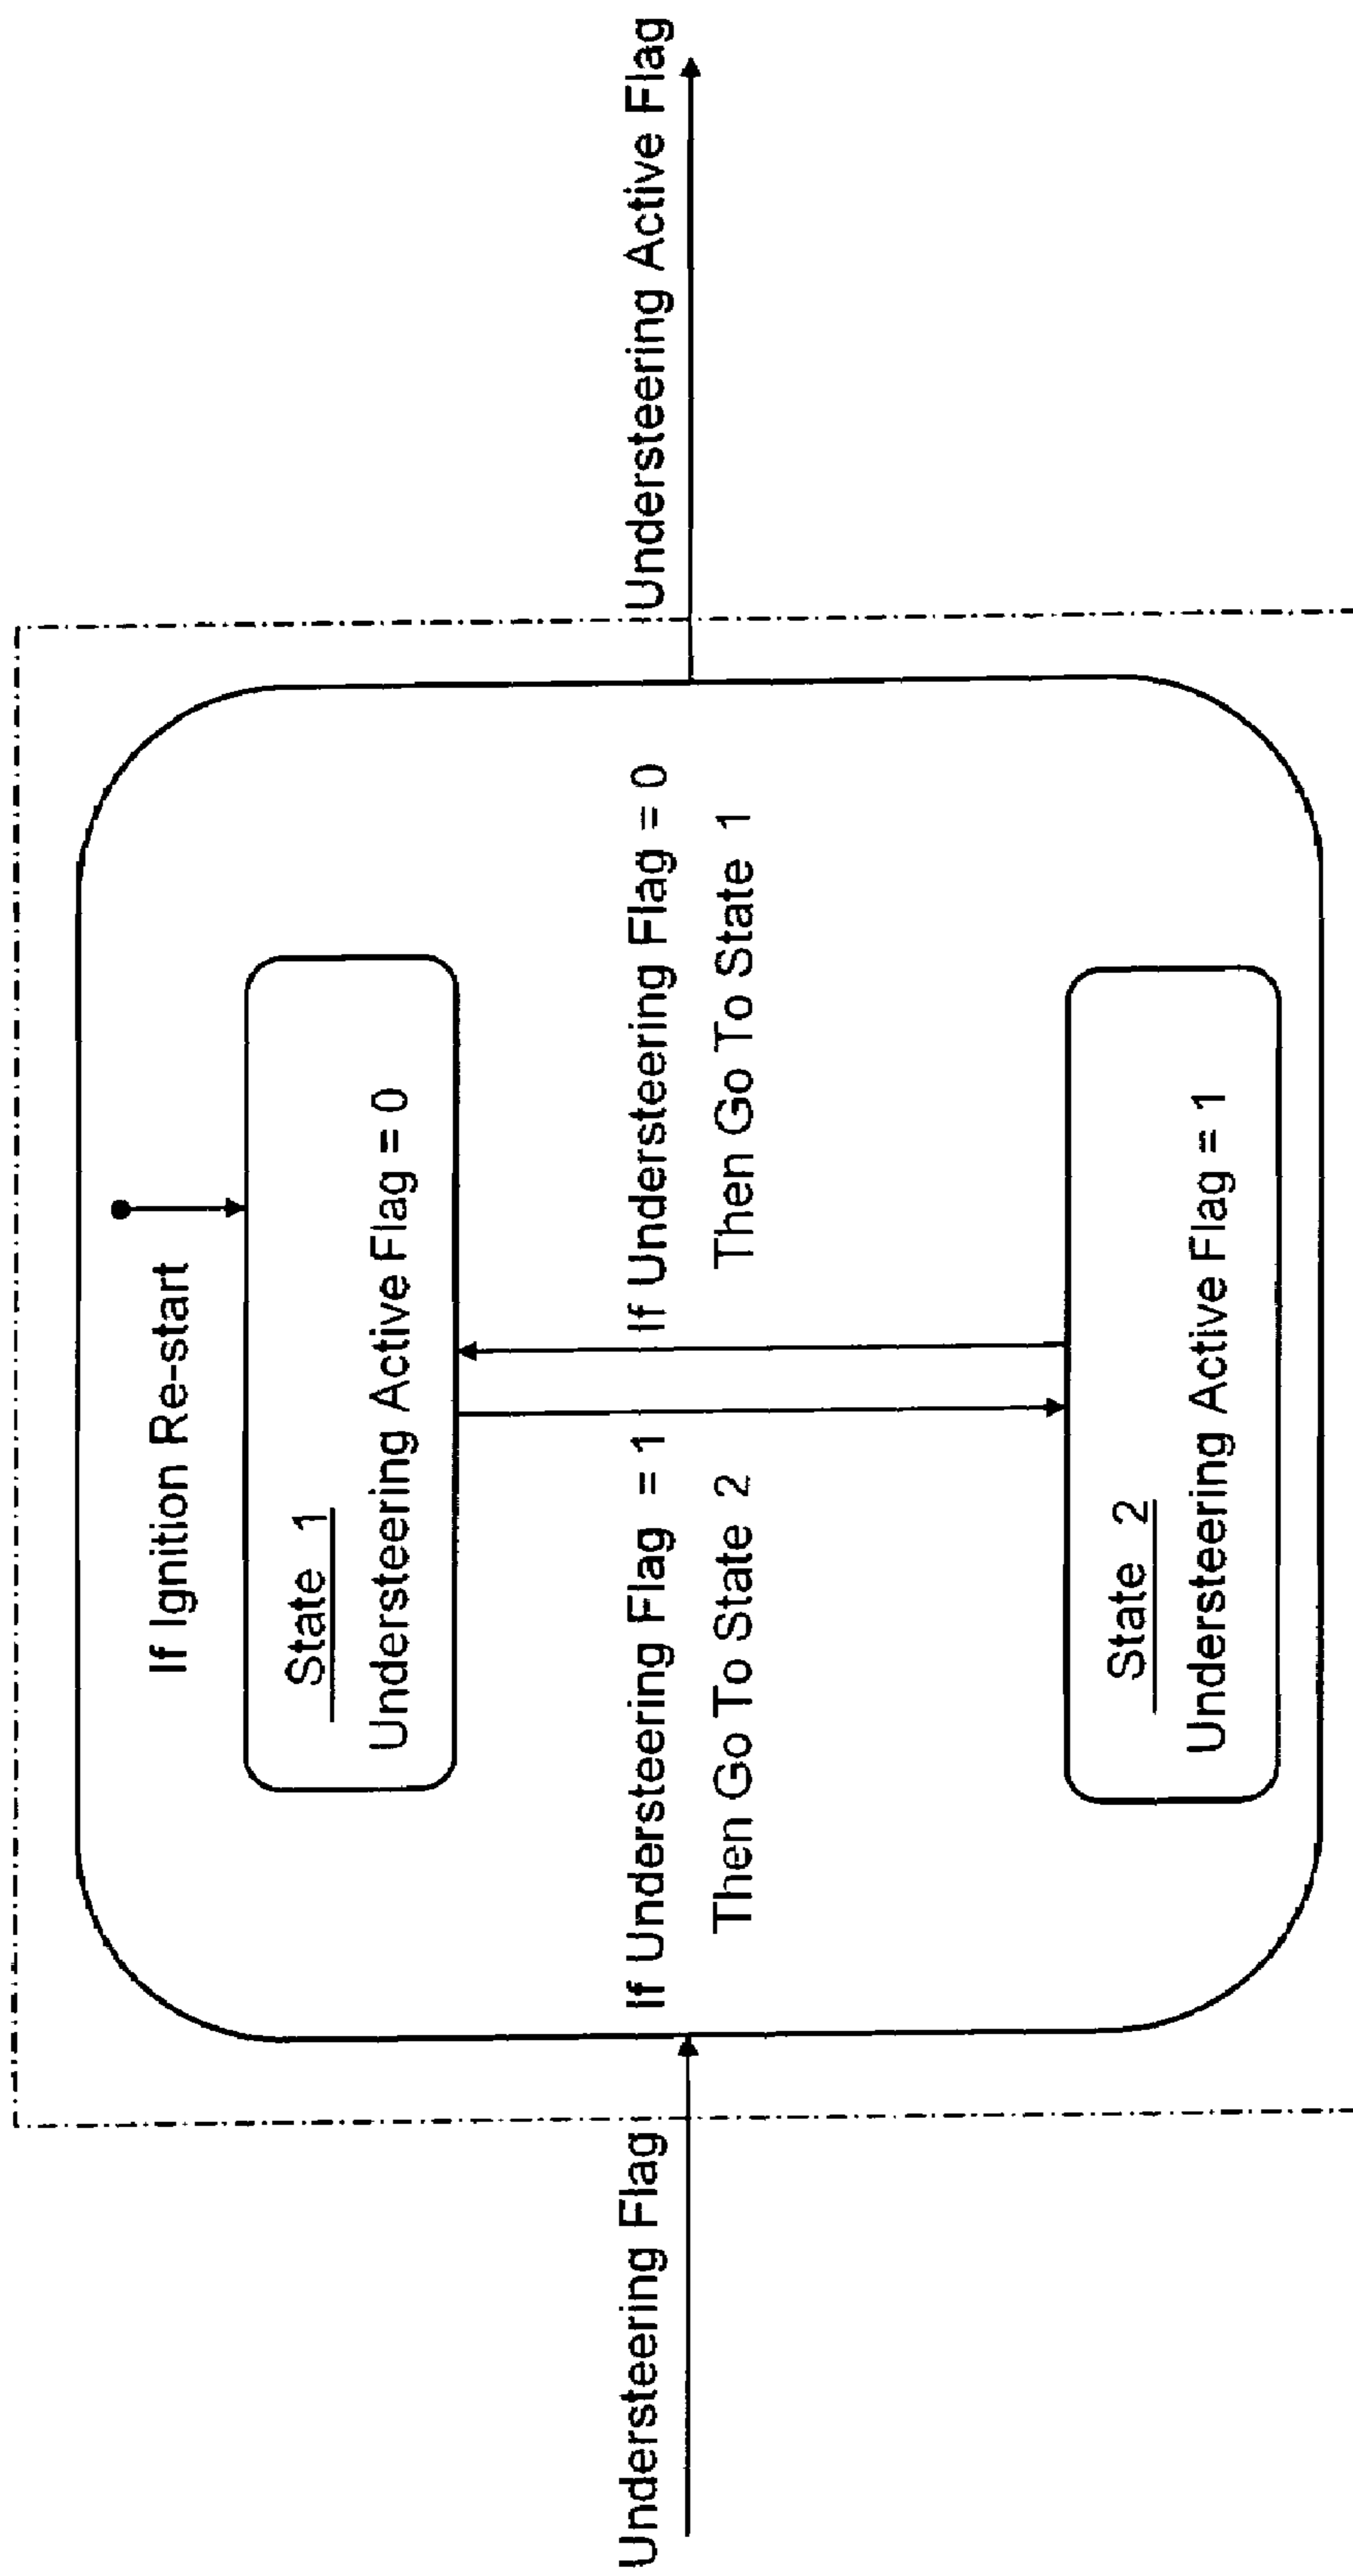 If Ignition Re-start
State 1
Understeering Active Flag = 0
Understeering Flag
If Understeering Flag = 1
Then Go To State 2
If Understeering Flag = 0
Then Go To State 1
Understeering Active Flag
State 2
Understeering Active Flag = 1